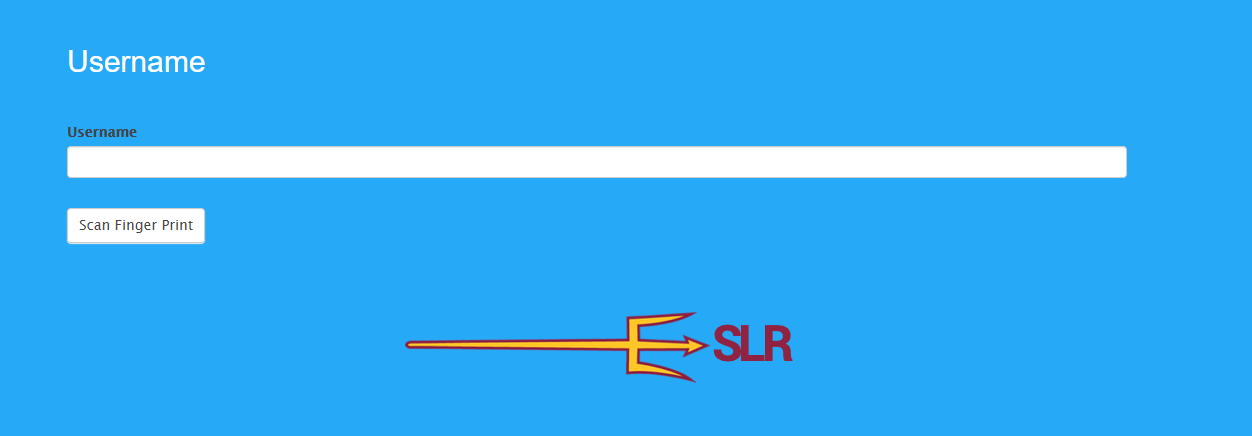 Username
Username
Scan Finger Print
SLR